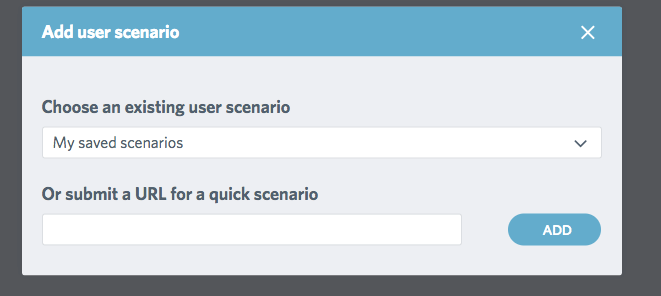 Add user scenario
Choose an existing user scenario
My saved scenarios
Or submit a URL for a quick scenario
ADD